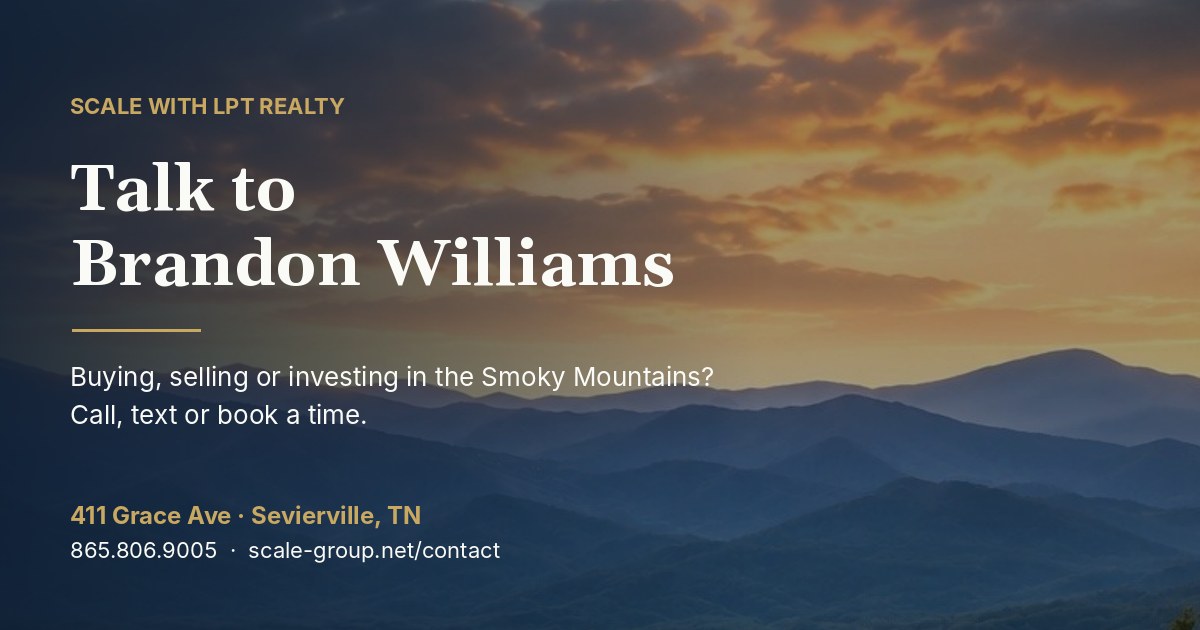 SCALE WITH LPT REALTY
Talk to
Brandon Williams
Buying, selling or investing in the Smoky Mountains?
Call, text or book a time.
411 Grace Ave · Sevierville, TN
865.806.9005 · scale-group.net/contact